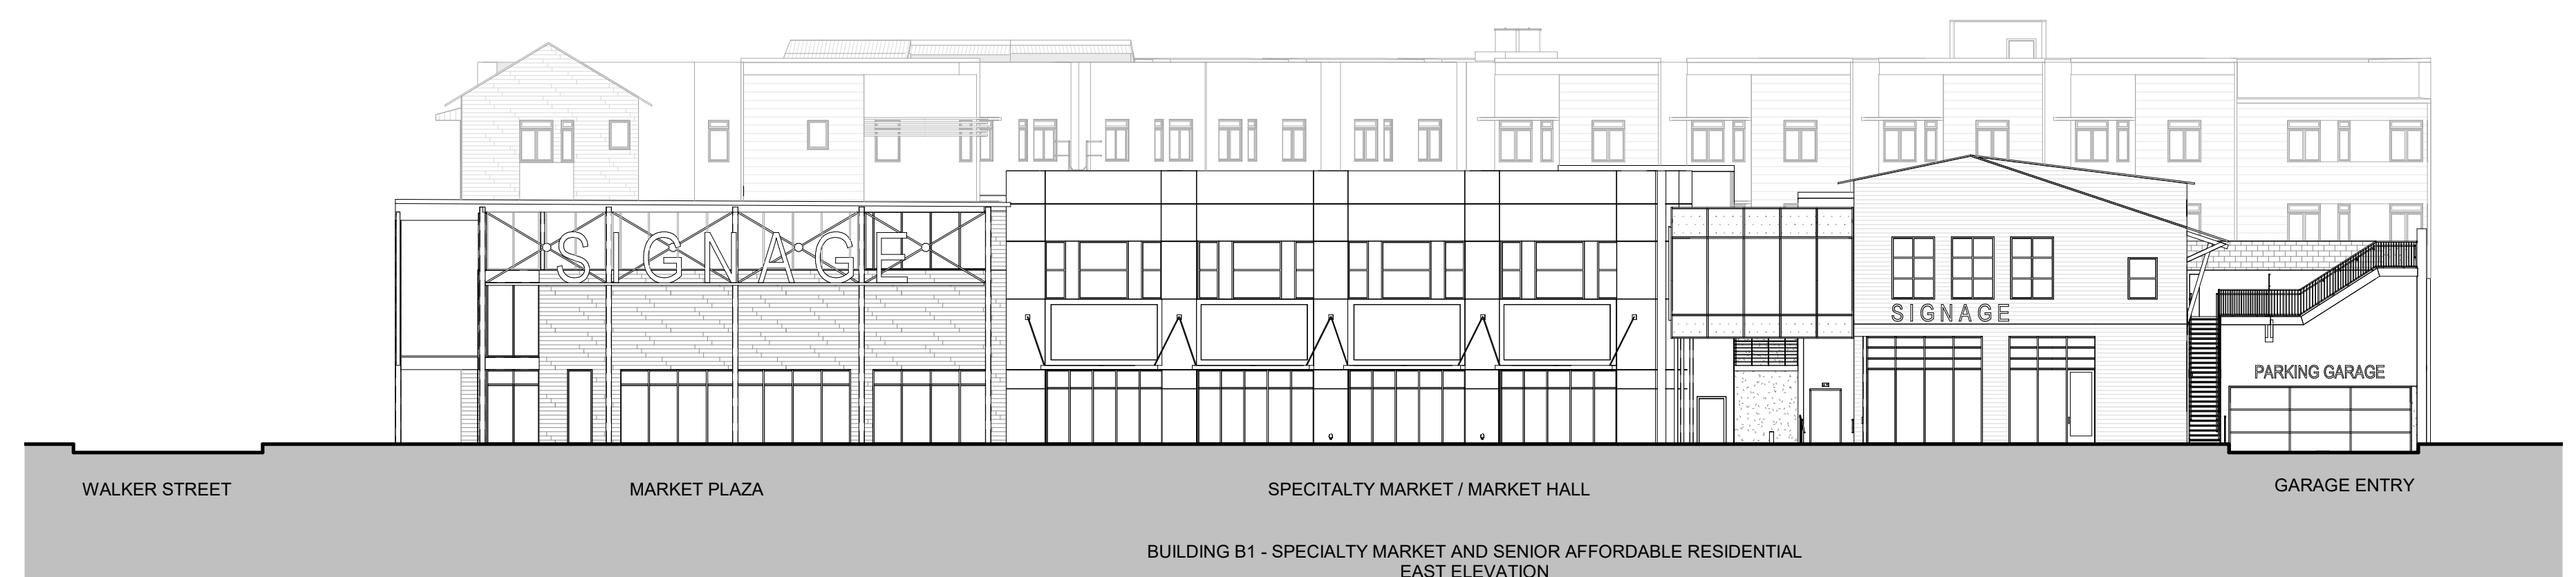 SIGNAGE
SIGNAGE
PARKING GARAGE
WALKER STREET
MARKET PLAZA
SPECITALTY MARKET / MARKET HALL
GARAGE ENTRY
BUILDING B1 - SPECIALTY MARKET AND SENIOR AFFORDABLE RESIDENTIAL
EAST ELEVATION